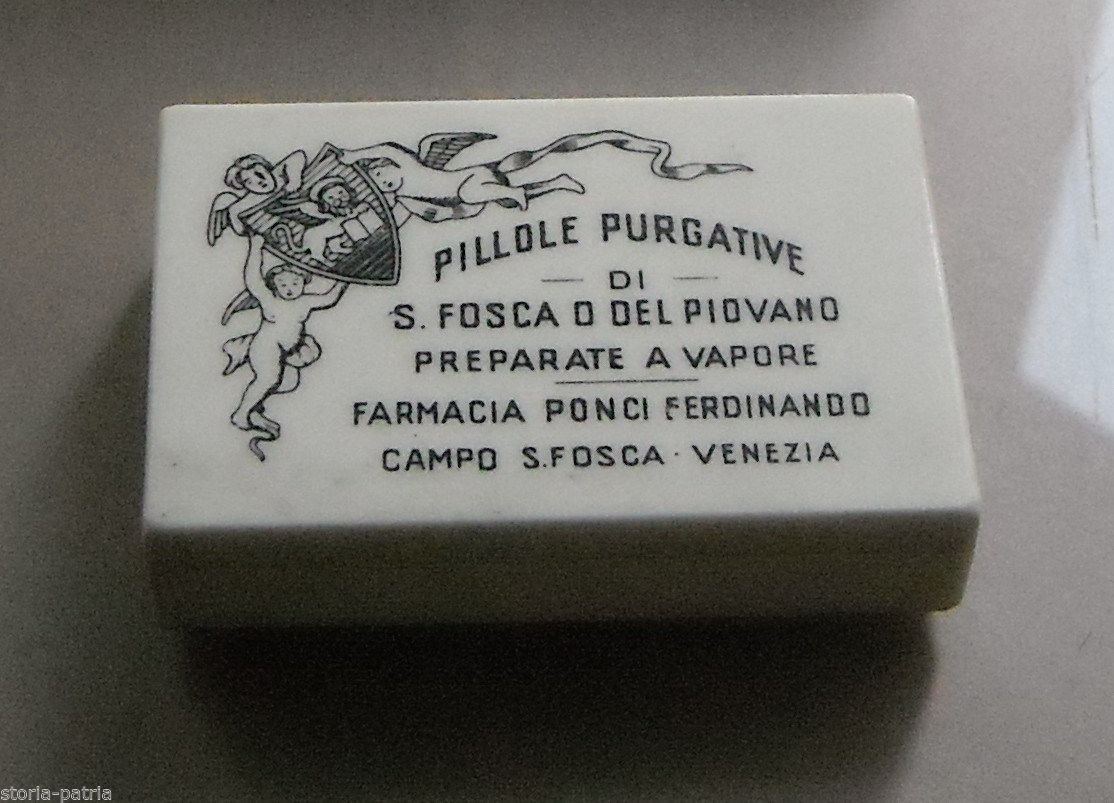 PILLOLE PURGATIVE
DI
S. FOSCA O DEL PIOVANO
PREPARATE A VAPORE
FARMACIA PONCI FERDINANDO
CAMPO S.FOSCA · VENEZIA
storia-patria